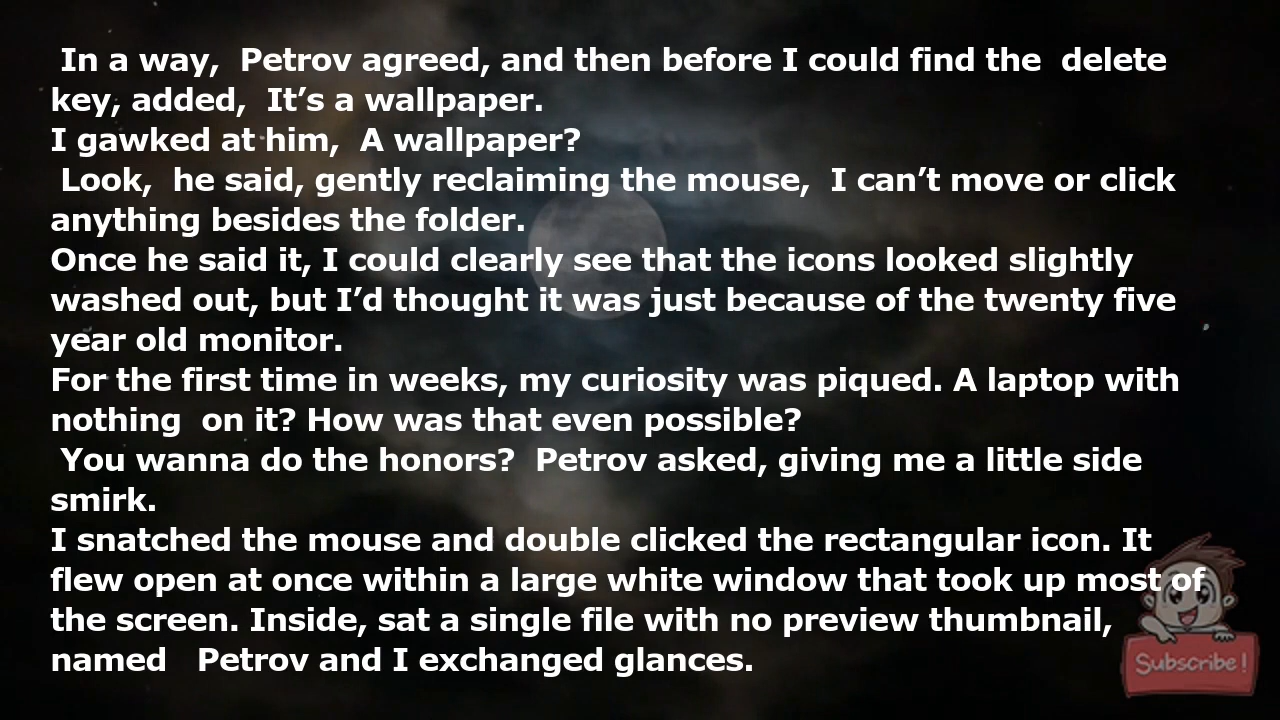 In a way,  Petrov agreed, and then before I could find the  delete
key, added,  It’s a wallpaper.
I gawked at him,  A wallpaper?
Look,  he said, gently reclaiming the mouse,  I can’t move or click
anything besides the folder.
Once he said it, I could clearly see that the icons looked slightly
washed out, but I’d thought it was just because of the twenty five
year old monitor.
For the first time in weeks, my curiosity was piqued. A laptop with
nothing  on it? How was that even possible?
You wanna do the honors?  Petrov asked, giving me a little side
smirk.
I snatched the mouse and double clicked the rectangular icon. It
flew open at once within a large white window that took up most of
the screen. Inside, sat a single file with no preview thumbnail,
named   Petrov and I exchanged glances.
Subscribe!